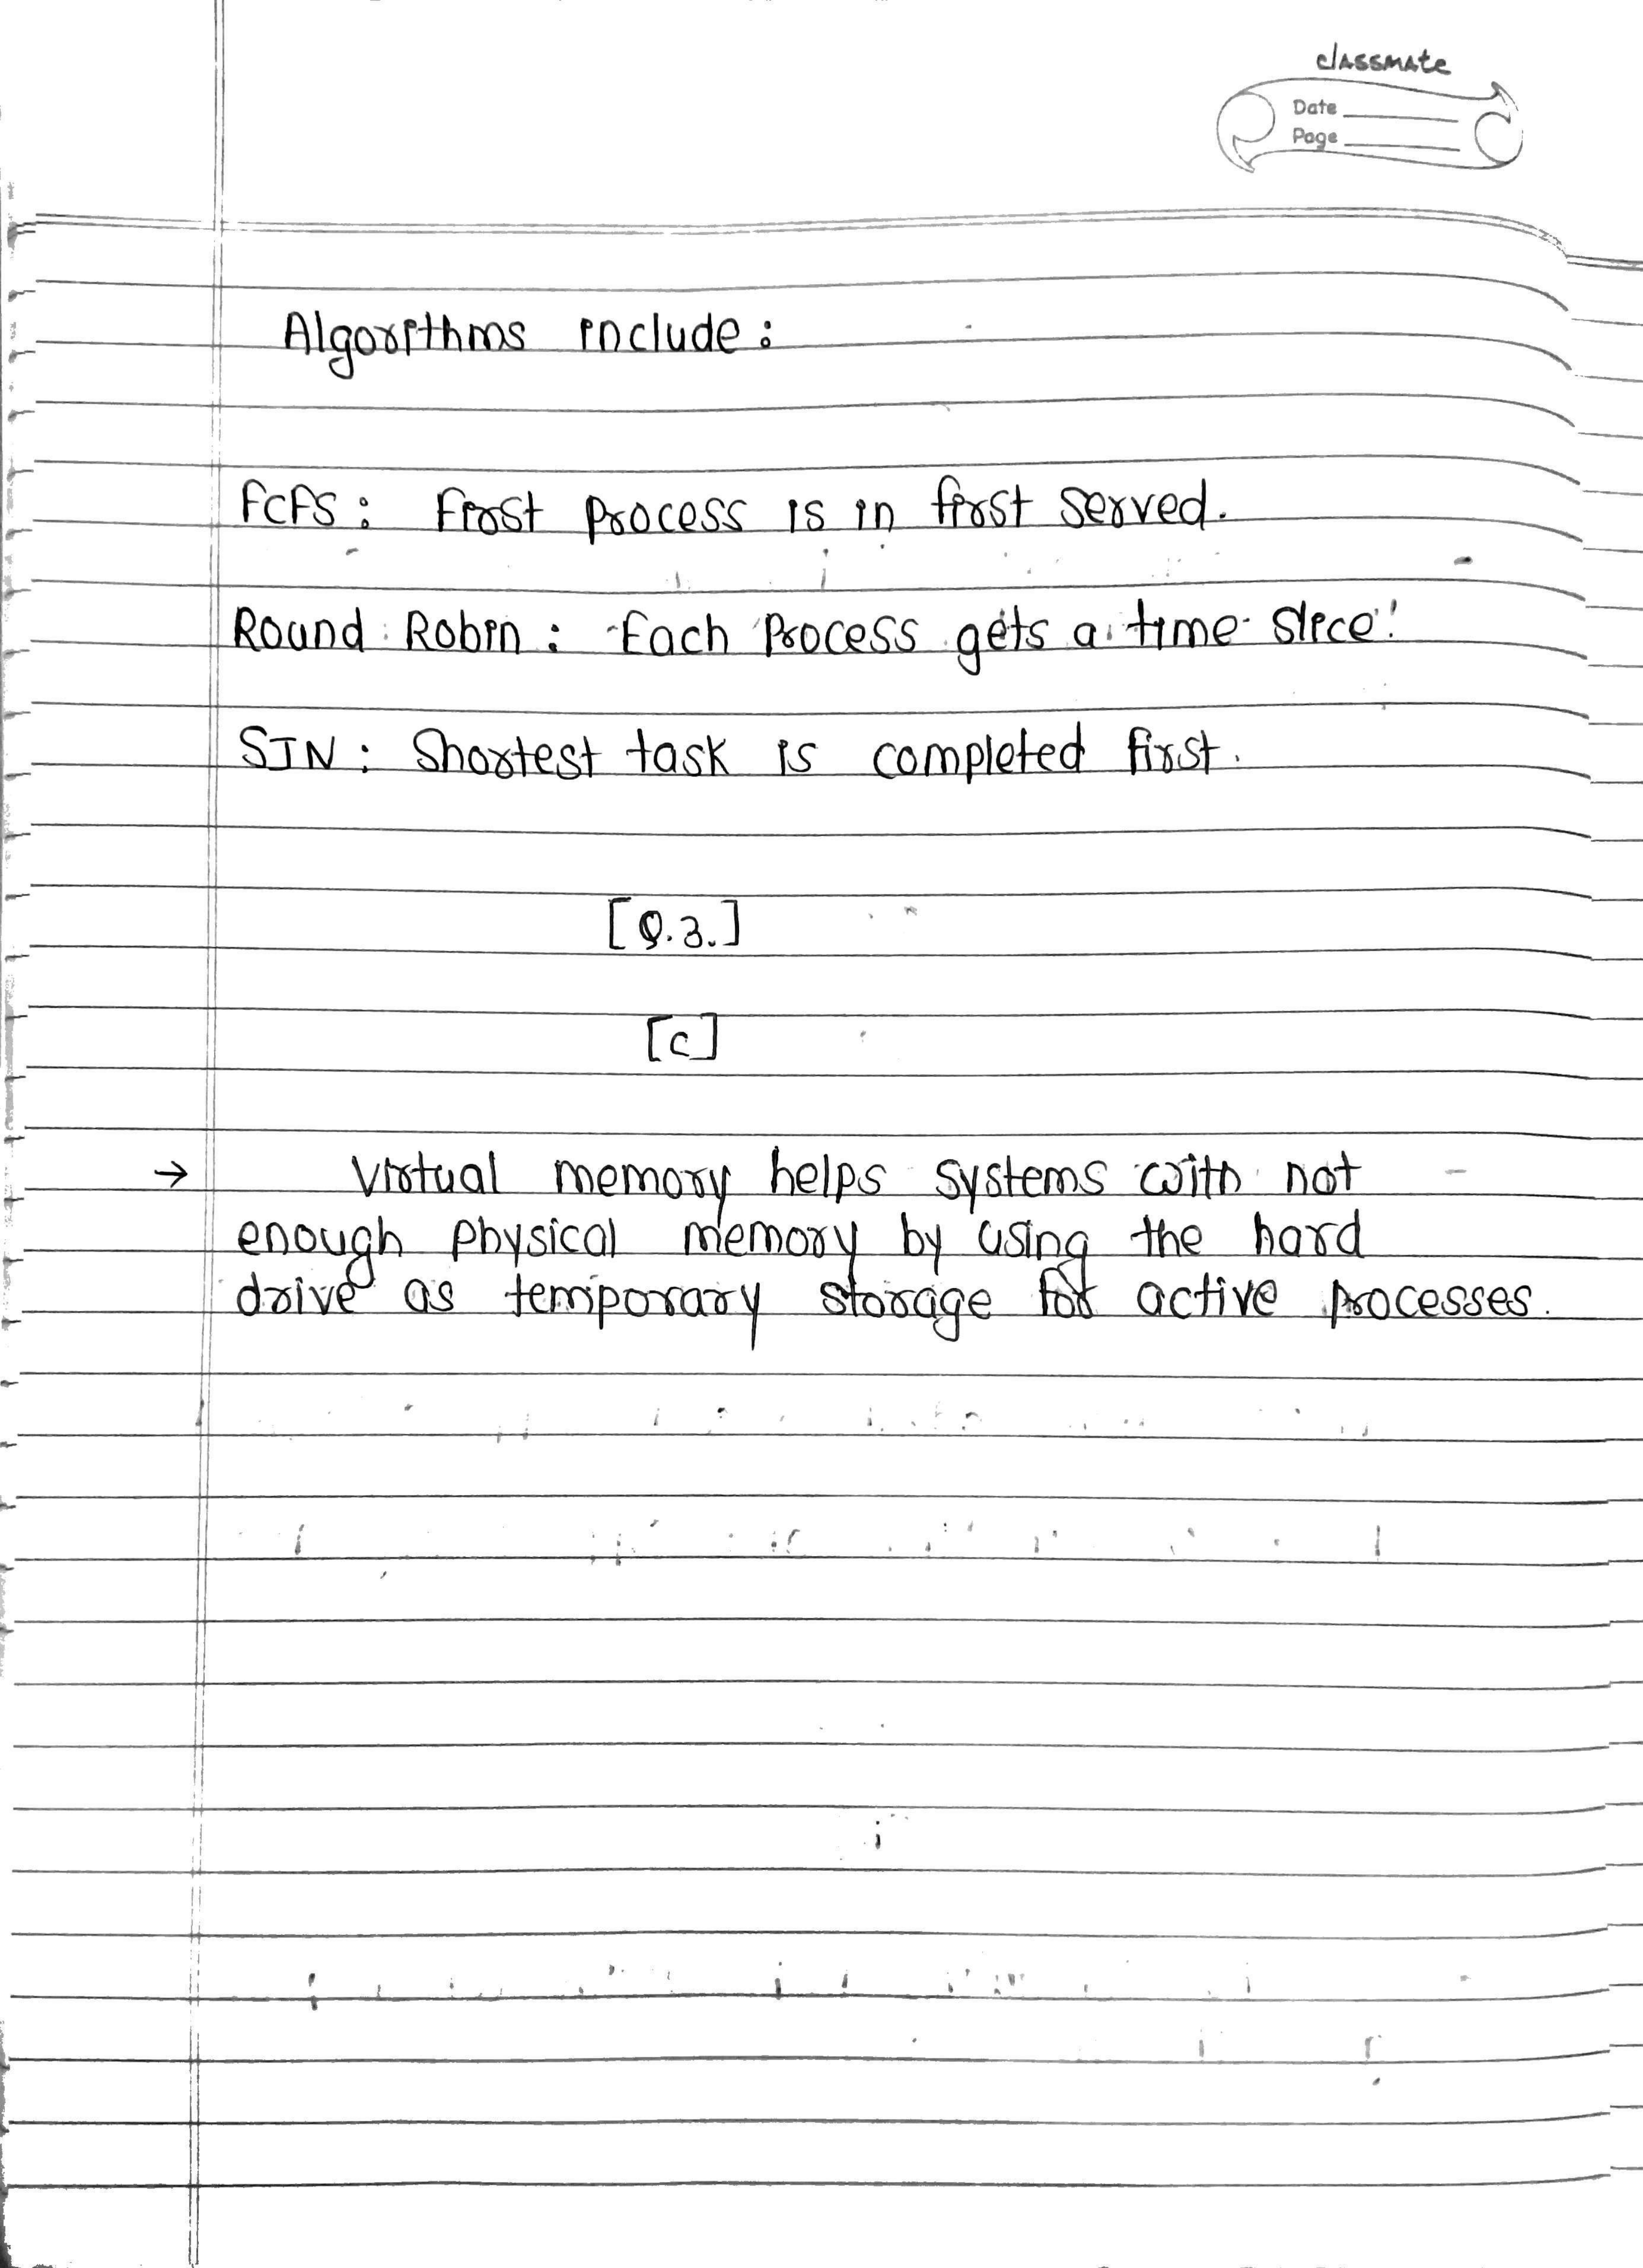 classmate
Date
Page
Algorithms include :
FCFS : First process is in first served.
Round Robin : Each Process gets a time slice.
SJN : Shortest task is completed first.
[Q.3.]
[C]
→ Virtual memory helps systems with not
enough physical memory by using the hard
drive as temporary storage for active processes.